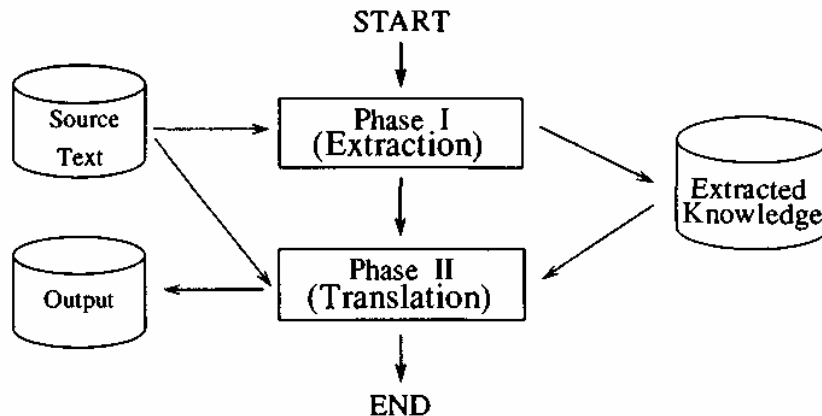 START
Source
Text
Phase I
(Extraction)
Extracted
Knowledge
Phase II
(Translation)
Output
END